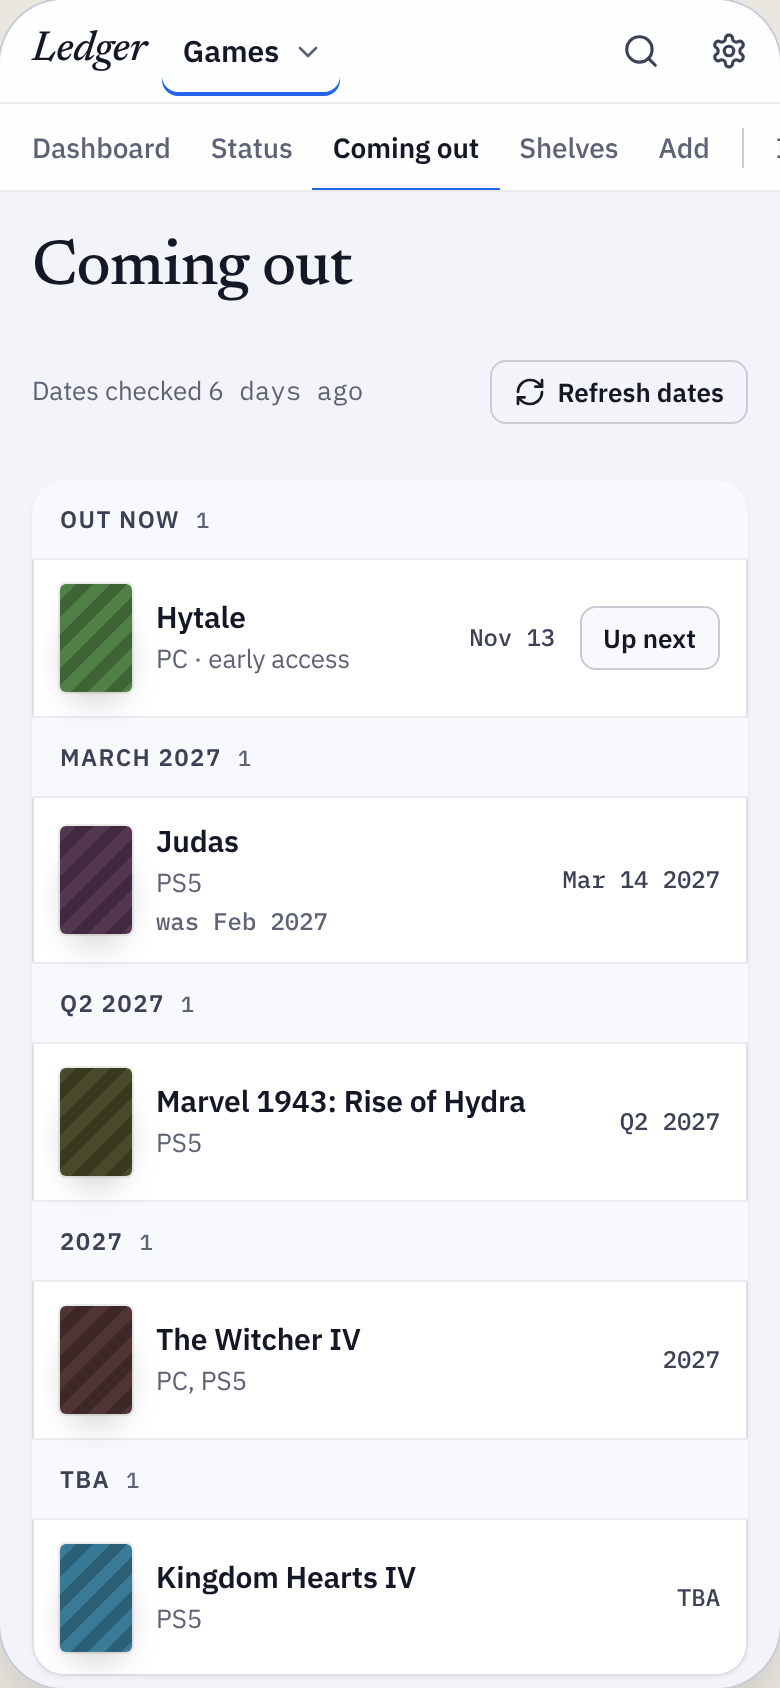 Ledger Games
Dashboard Status Coming out Shelves Add
Coming out
Dates checked 6 days ago
Refresh dates
OUT NOW 1
Hytale
PC · early access
Nov 13
Up next
MARCH 2027 1
Judas
PS5
was Feb 2027
Mar 14 2027
Q2 2027 1
Marvel 1943: Rise of Hydra
PS5
Q2 2027
2027 1
The Witcher IV
PC, PS5
2027
TBA 1
Kingdom Hearts IV
PS5
TBA